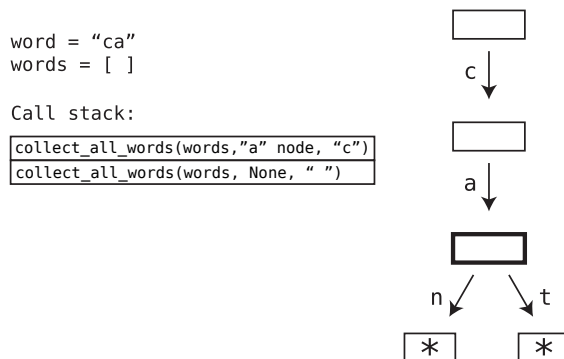 word = “ca”
words = [ ]
Call stack:
collect_all_words(words,”a” node, “c”)
collect_all_words(words, None, “ ”)
c
a
n t
* *